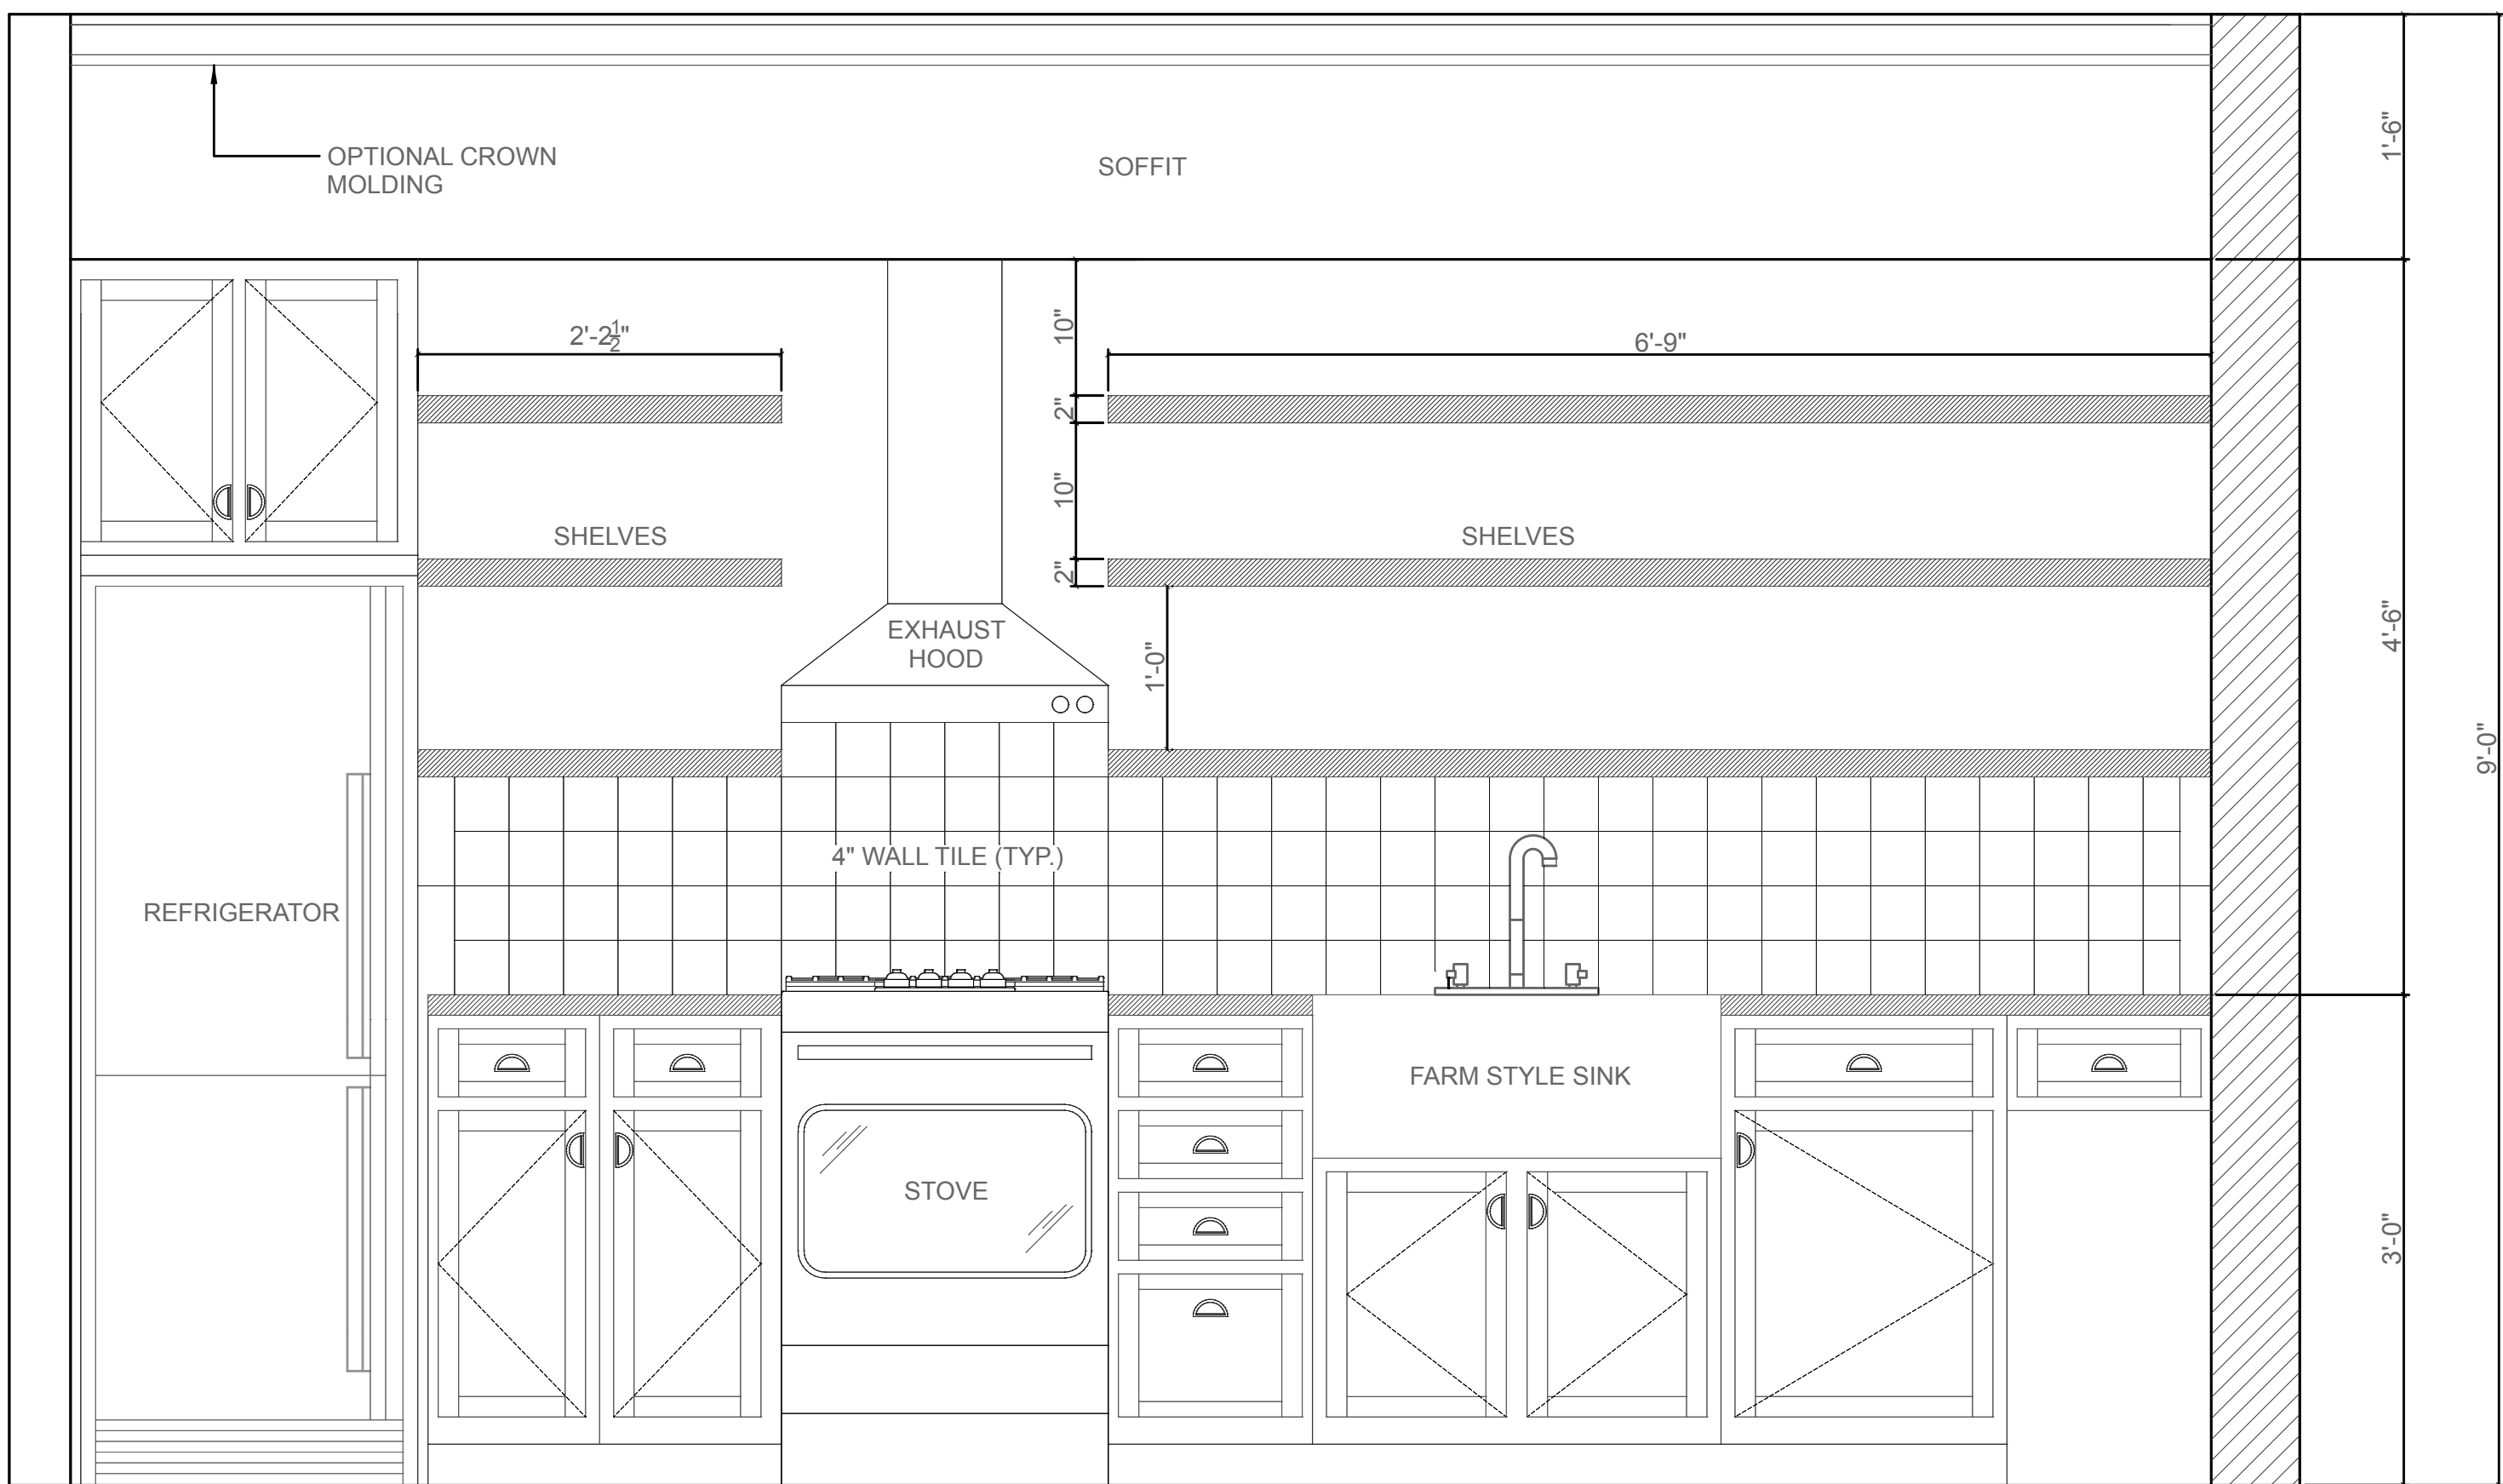 OPTIONAL CROWN
MOLDING
SOFFIT
1'-6"
2'-2½"
10"
6'-9"
2"
10"
SHELVES
SHELVES
2"
EXHAUST
HOOD
1'-0"
4'-6"
9'-0"
4" WALL TILE (TYP.)
REFRIGERATOR
FARM STYLE SINK
STOVE
3'-0"